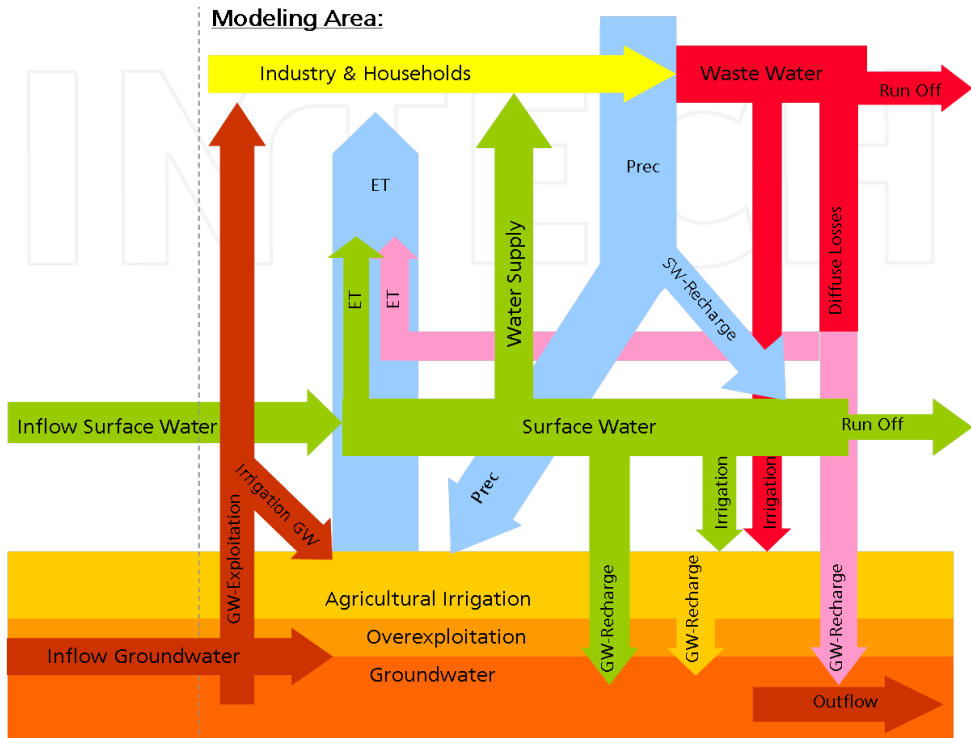 Modeling Area:
Industry & Households
Waste Water
Run Off
ET
Prec
ET
ET
Water Supply
SW-Recharge
Diffuse Losses
Inflow Surface Water
Surface Water
Run Off
Irrigation GW
Prec
Irrigation
Irrigation
GW-Exploitation
Agricultural Irrigation
GW-Recharge
GW-Recharge
GW-Recharge
Overexploitation
Inflow Groundwater
Groundwater
Outflow
INTECH